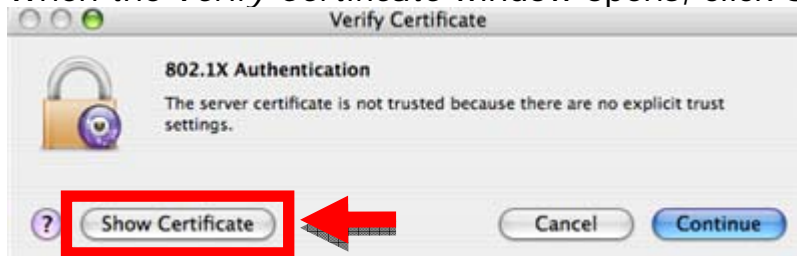 Verify Certificate
802.1X Authentication
The server certificate is not trusted because there are no explicit trust
settings.
? Show Certificate Cancel Continue